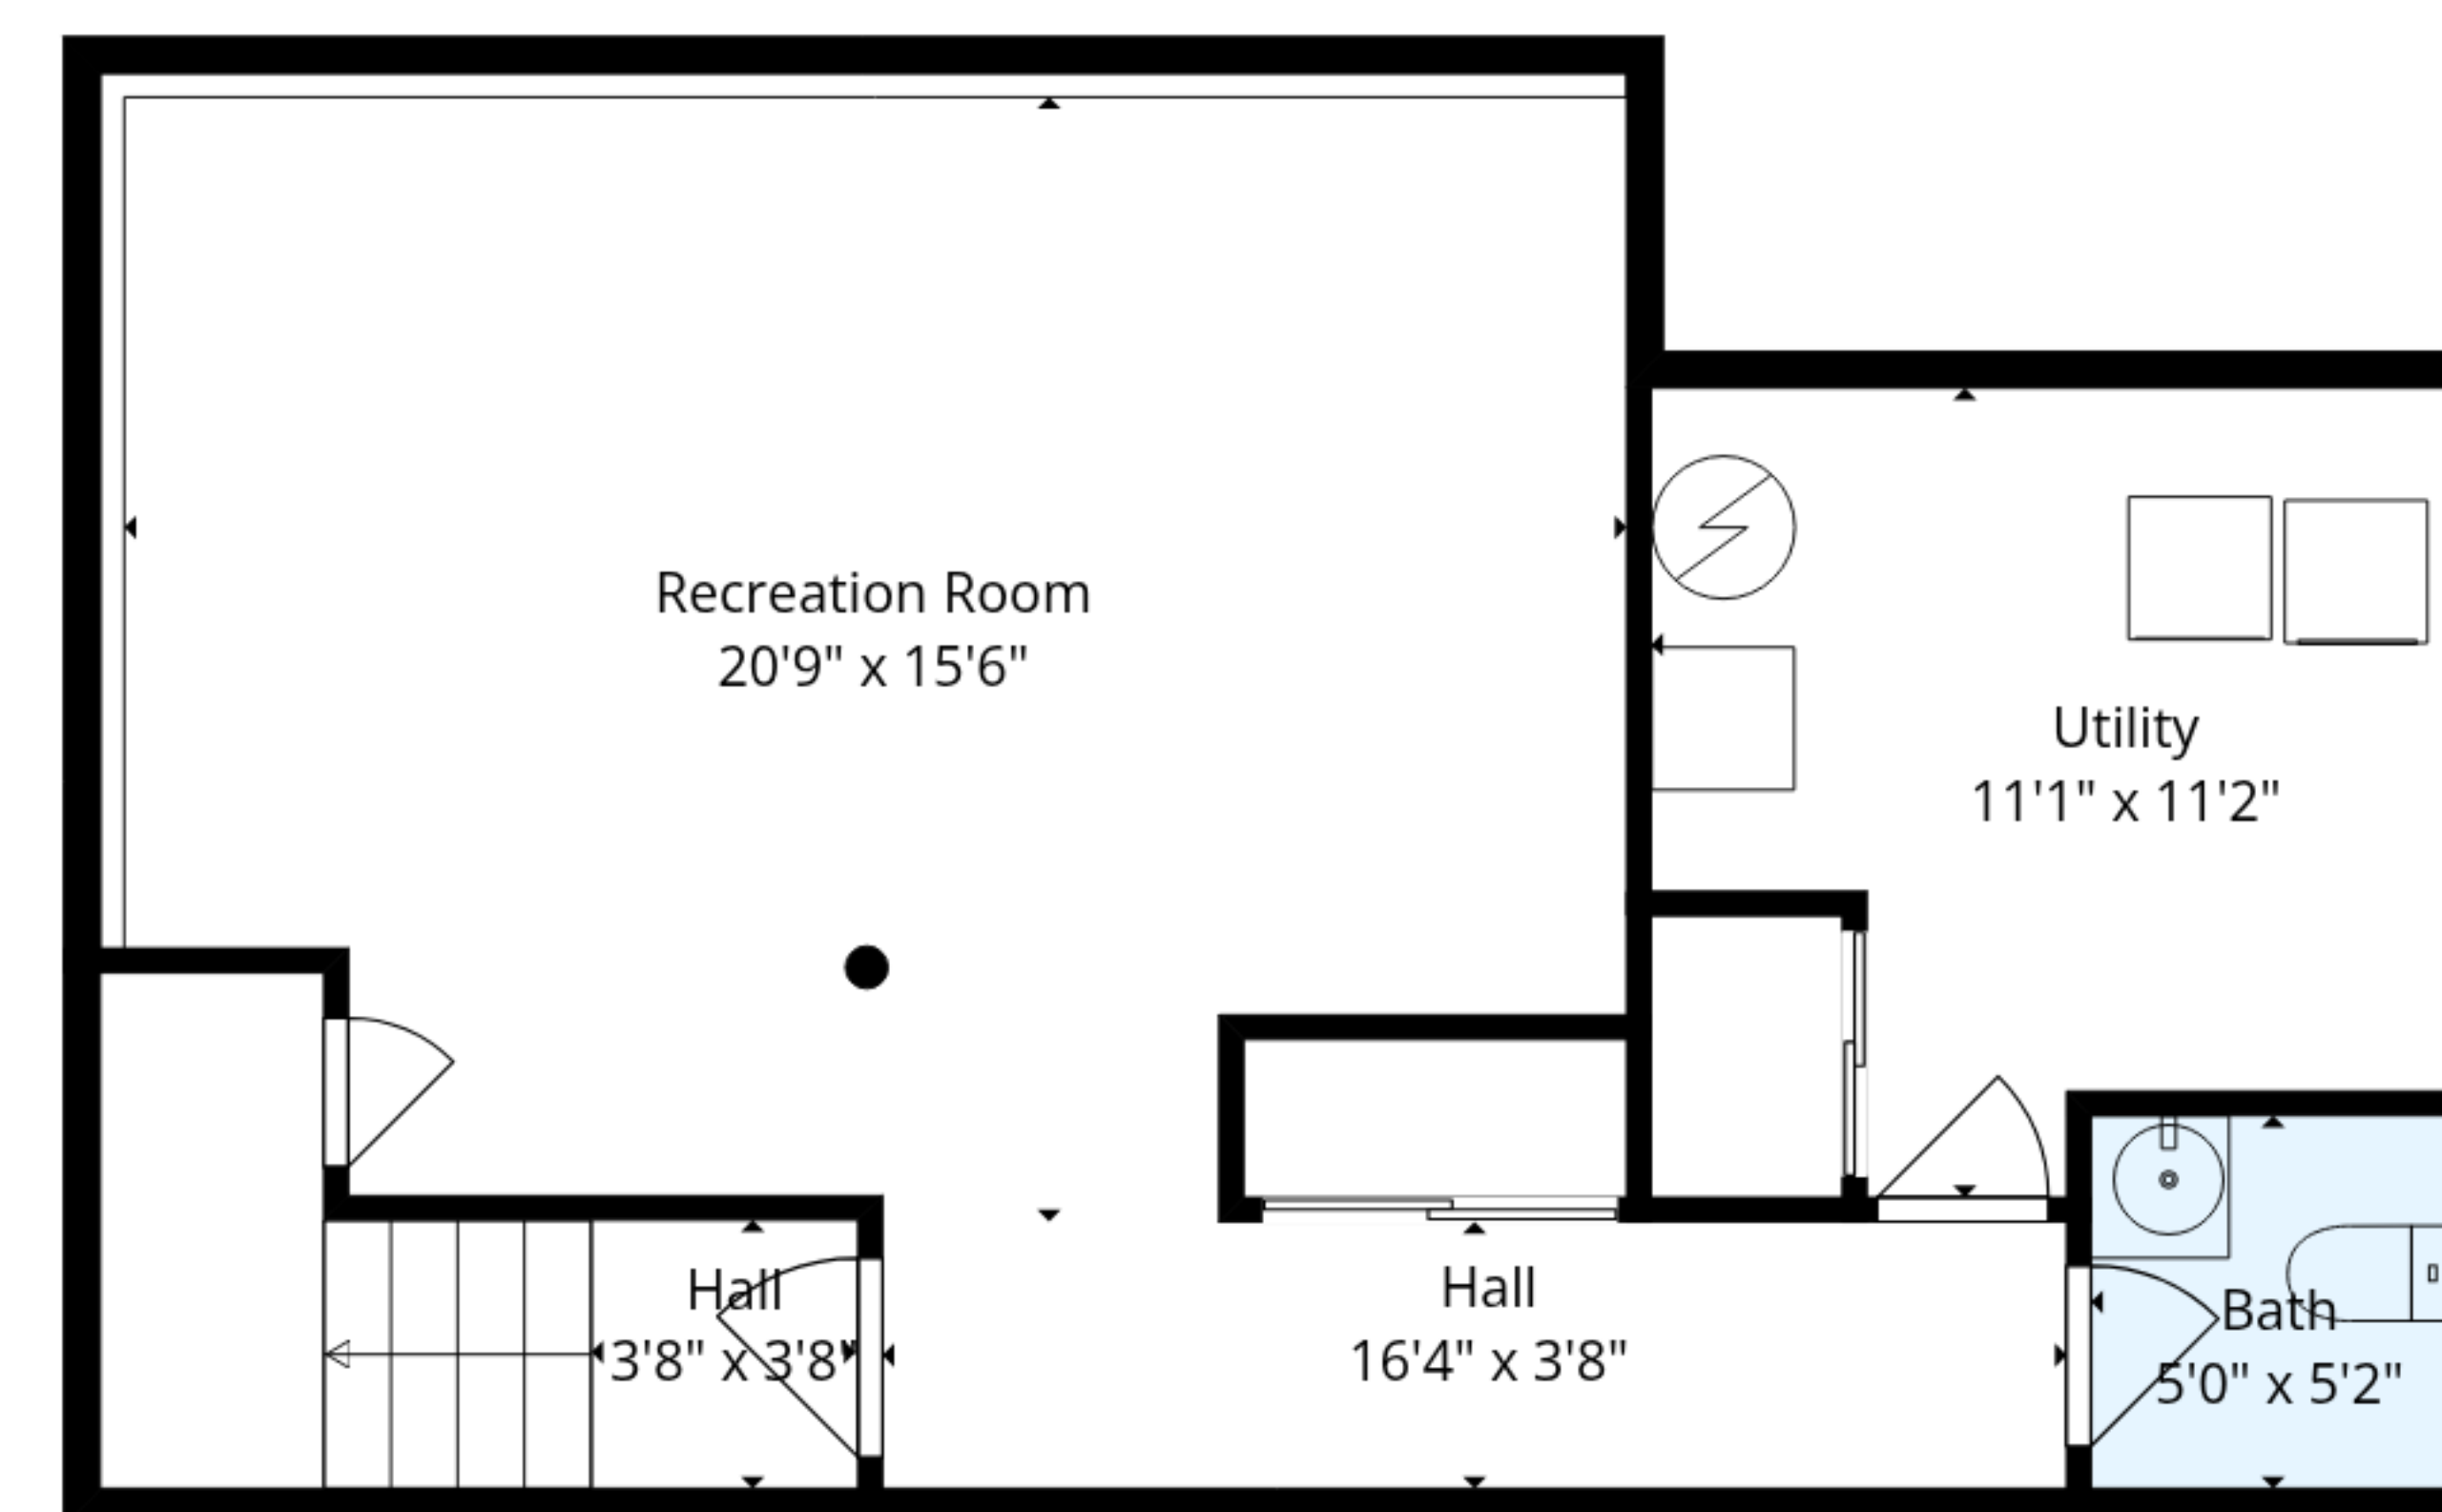 Recreation Room
20'9" x 15'6"
Utility
11'1" x 11'2"
Hall
3'8" x 3'8"
Hall
16'4" x 3'8"
Bath
5'0" x 5'2"